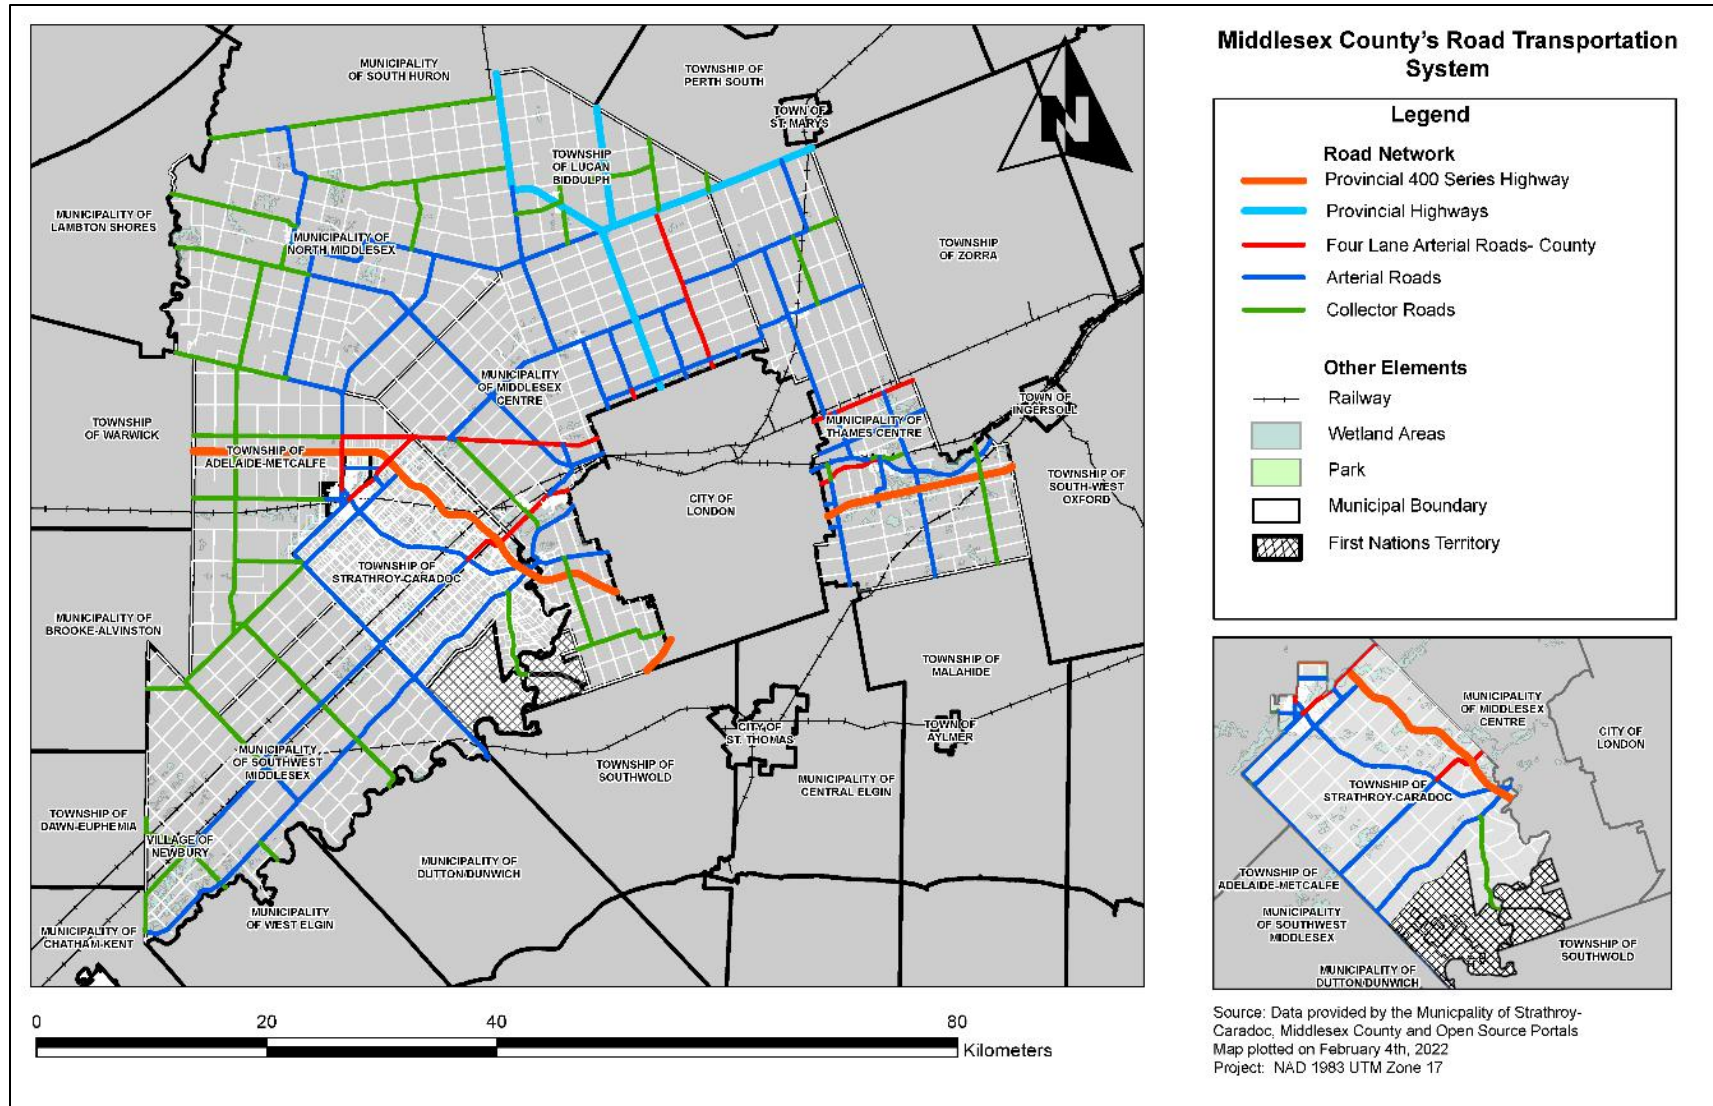 Middlesex County's Road Transportation
System
Legend
Road Network
Provincial 400 Series Highway
Provincial Highways
Four Lane Arterial Roads- County
Arterial Roads
Collector Roads
Other Elements
Railway
Wetland Areas
Park
Municipal Boundary
First Nations Territory
MUNICIPALITY
OF SOUTH HURON
TOWNSHIP OF
PERTH SOUTH
TOWN OF
ST. MARYS
N
TOWNSHIP
OF LUCAN
BIDDULPH
MUNICIPALITY OF
LAMBTON SHORES
MUNICIPALITY OF
NORTH MIDDLESEX
TOWNSHIP
OF ZORRA
MUNICIPALITY
OF MIDDLESEX
CENTRE
TOWN OF
INGERSOLL
TOWNSHIP
OF WARWICK
MUNICIPALITY OF
THAMES CENTRE
TOWNSHIP OF
ADELAIDE-METCALFE
TOWNSHIP OF
SOUTH-WEST
OXFORD
CITY OF
LONDON
TOWNSHIP OF
STRATHROY-CARADOC
MUNICIPALITY OF
BROOKE-ALVINSTON
TOWNSHIP OF
MALAHIDE
CITY OF
ST. THOMAS
TOWN OF
AYLMER
MUNICIPALITY
OF SOUTHWEST
MIDDLESEX
TOWNSHIP OF
SOUTHWOLD
MUNICIPALITY OF
CENTRAL ELGIN
TOWNSHIP OF
DAWN-EUPHEMIA
VILLAGE OF
NEWBURY
MUNICIPALITY OF
DUTTON/DUNWICH
MUNICIPALITY
OF WEST ELGIN
MUNICIPALITY OF
CHATHAM-KENT
0 20 40 80
Kilometers
MUNICIPALITY
OF MIDDLESEX
CENTRE
CITY OF
LONDON
TOWNSHIP OF
STRATHROY-CARADOC
TOWNSHIP OF
ADELAIDE-METCALFE
MUNICIPALITY
OF SOUTHWEST
MIDDLESEX
TOWNSHIP OF
SOUTHWOLD
MUNICIPALITY OF
DUTTON/DUNWICH
Source: Data provided by the Municpality of Strathroy-
Caradoc, Middlesex County and Open Source Portals
Map plotted on February 4th, 2022
Project: NAD 1983 UTM Zone 17